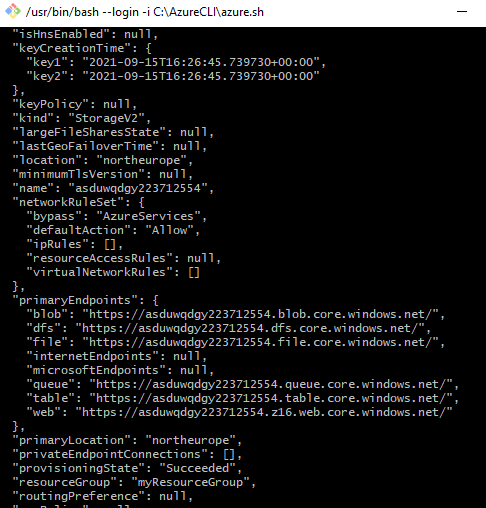 /usr/bin/bash --login -i C:\AzureCLI\azure.sh
"isHnsEnabled": null,
"keyCreationTime": {
"key1": "2021-09-15T16:26:45.739730+00:00"
"key2": "2021-09-15T16:26:45.739730+00:00"
},
"keyPolicy": null,
"kind": "StorageV2",
"largeFileSharesState": null,
"lastGeoFailoverTime": null,
"location": "northeurope",
"minimumTlsVersion": null,
"name": "asduwqdgy223712554",
"networkRuleSet": {
"bypass": "AzureServices",
"defaultAction": "Allow",
"ipRules": [],
"resourceAccessRules": null,
"virtualNetworkRules": []
},
"primaryEndpoints": {
"blob": "https://asduwqdgy223712554.blob.core.windows.net/",
"dfs": "https://asduwqdgy223712554.dfs.core.windows.net/",
"file": "https://asduwqdgy223712554.file.core.windows.net/",
"internetEndpoints": null,
"microsoftEndpoints": null,
"queue": "https://asduwqdgy223712554.queue.core.windows.net/",
"table": "https://asduwqdgy223712554.table.core.windows.net/",
"web": "https://asduwqdgy223712554.z16.web.core.windows.net/"
},
"primaryLocation": "northeurope",
"privateEndpointConnections": [],
"provisioningState": "Succeeded",
"resourceGroup": "myResourceGroup",
"routingPreference": null,